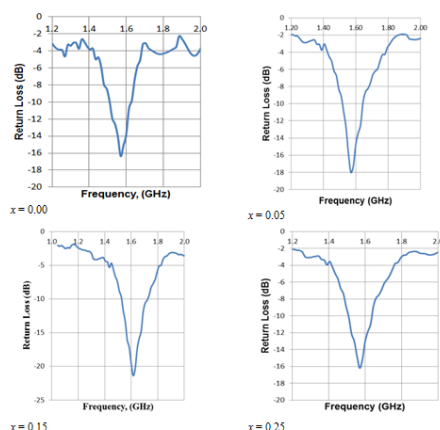 1.2 1.4 1.6 1.8 2.0
0
-2
-4
-6
-8
-10
-12
-14
-16
-18
-20
Return Loss (dB)
Frequency, (GHz)
x = 0.00
1.20 1.40 1.60 1.80 2.00
0
-2
-4
-6
-8
-10
-12
-14
-16
-18
-20
Return Loss (dB)
Frequency (GHz)
x = 0.05
1.0 1.2 1.4 1.6 1.8 2.0
0
-5
-10
-15
-20
-25
Return Loss (dB)
Frequency, (GHz)
x = 0.15
1.2 1.4 1.6 1.8 2.0
0
-2
-4
-6
-8
-10
-12
-14
-16
-18
-20
Return Loss (dB)
Frequency (GHz)
x = 0.25